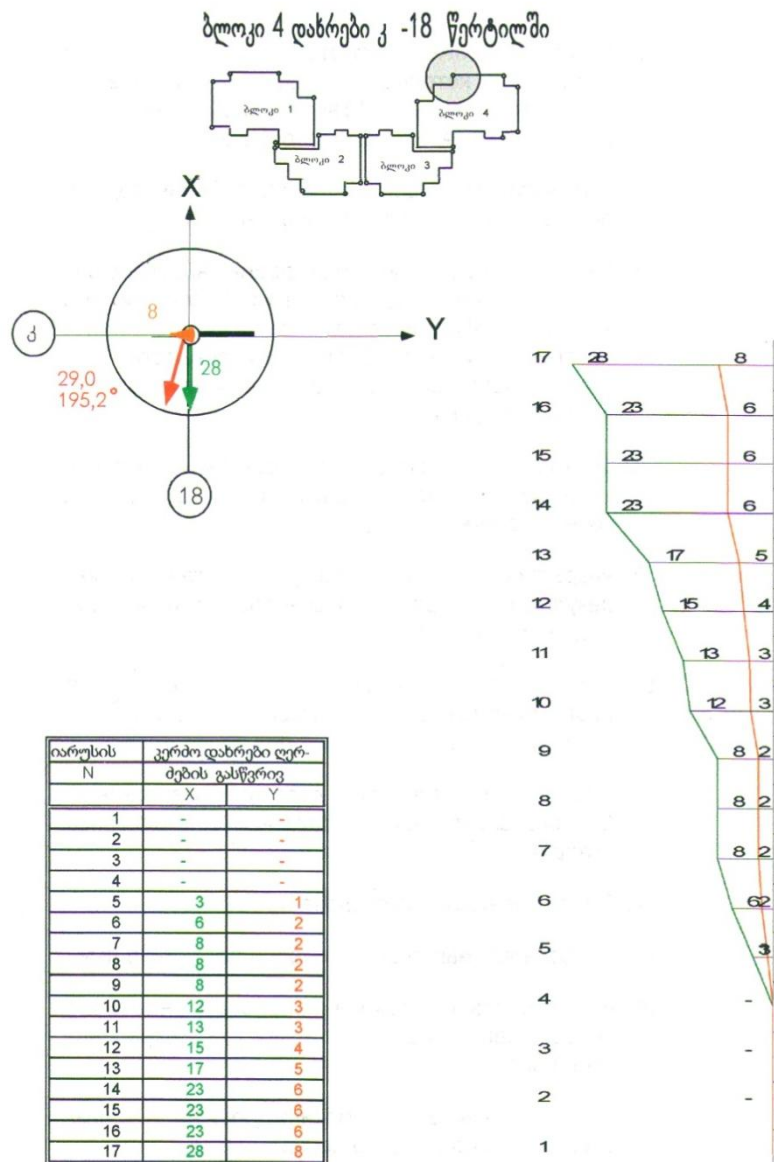 ბლოკი 4 დახრები კ -18 წერტილში
ბლოკი 1
ბლოკი 4
ბლოკი 2
ბლოკი 3
X
8
კ
Y
28
29,0
195,2°
18
17 28 8
16 23 6
15 23 6
14 23 6
13 17 5
12 15 4
11 13 3
10 12 3
9 8 2
8 8 2
7 8 2
6 6 2
5 3
4 -
3 -
2 -
1
იარუსის კერძო დახრები ღერ-
N ძების გასწვრივ
X Y
1 - -
2 - -
3 - -
4 - -
5 3 1
6 6 2
7 8 2
8 8 2
9 8 2
10 12 3
11 13 3
12 15 4
13 17 5
14 23 6
15 23 6
16 23 6
17 28 8